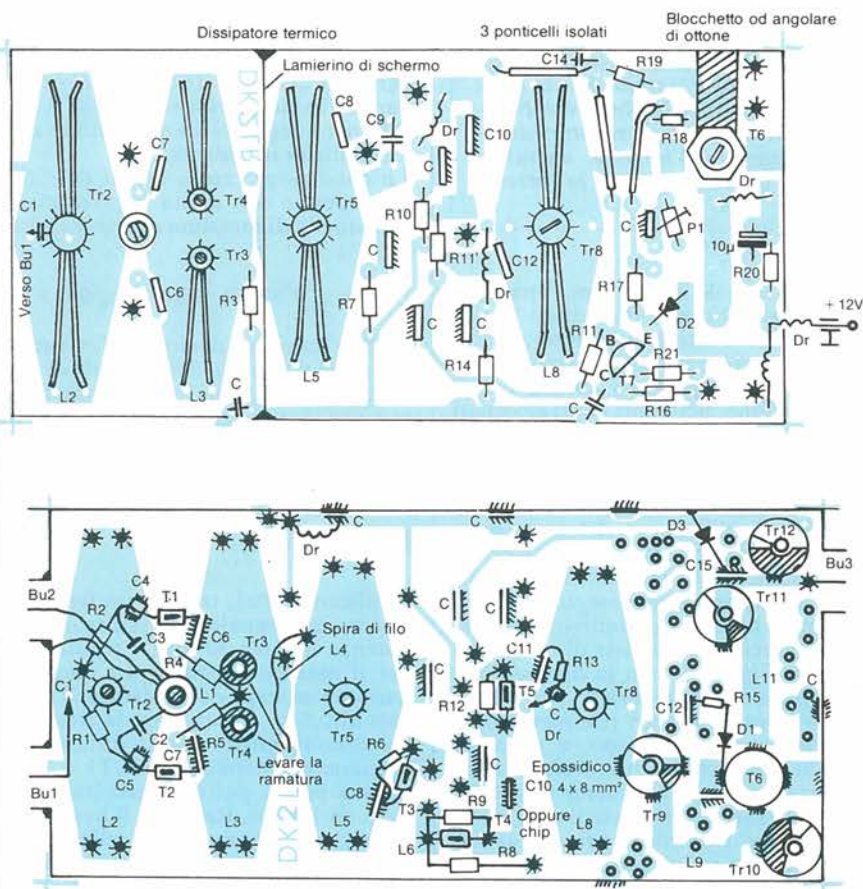 Dissipatore termico
3 ponticelli isolati
Blocchetto od angolare
di ottone
Lamierino di schermo
C14
R19
C8
C9
Dr
C10
R18
T6
DK2LR
C7
C
Dr
C1
Tr2
Tr4
Tr5
R10
Tr8
C
P1
Verso Bu1
Tr3
C
R11'
C12
10µ
R20
C6
R3
R7
Dr
R17
D2
+ 12V
C
C
R11
B
E
Dr
R14
C
T7
R21
R16
L2
L3
C
L5
L8
C
C
Dr
C
D3
Tr12
C15
Bu3
Bu2
R2
C4
T1
C3
C6
Tr3
Spira di filo
L4
Tr11
R4
C11
R13
L11
C1
Tr2
L1
Tr5
R12
T5
C
Dr
Tr8
C12
R15
C
R1
C2
R5
Tr4
R6
C
D1
C7
Levare la
ramatura
Epossidico
4 x 8 mm²
T6
C5
T2
C8
T3
R9
C10
Tr9
Bu1
T4
Oppure
chip
L2
L3
DK2L
L5
L6
R8
L8
L9
Tr10